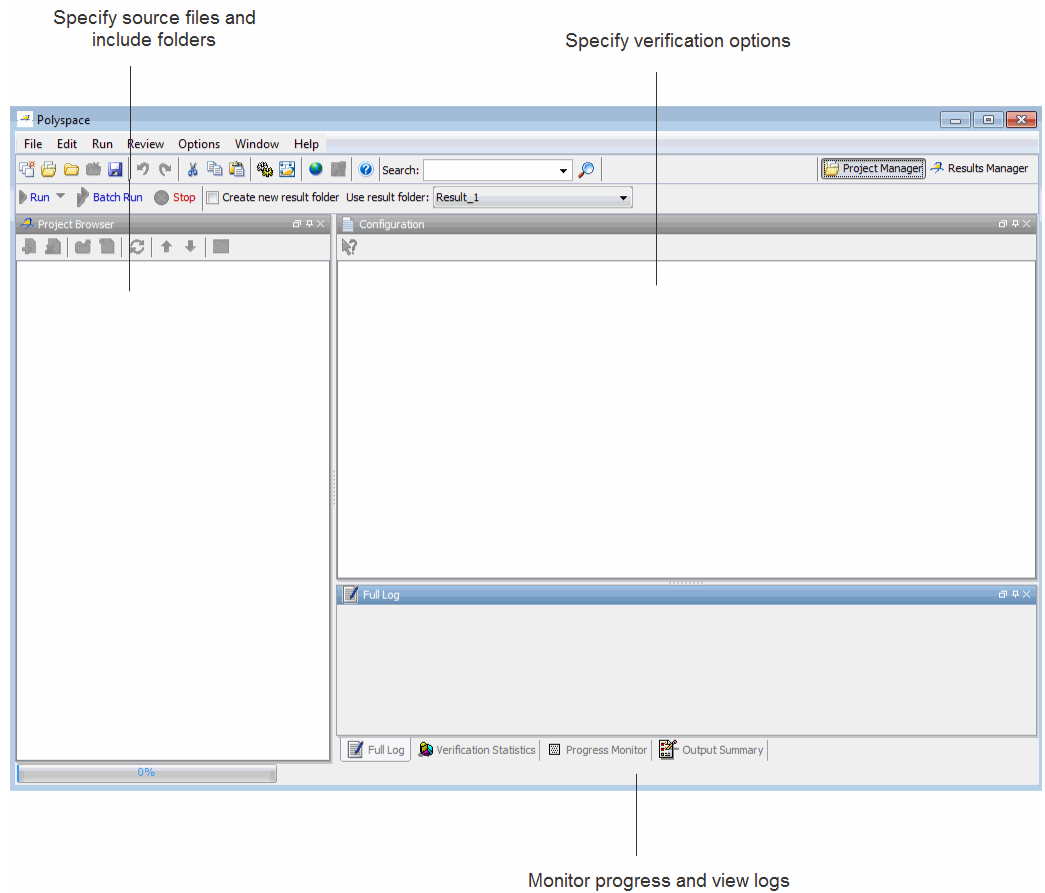 Specify source files and
include folders
Specify verification options
Polyspace
File Edit Run Review Options Window Help
Search:
Project Manager
Results Manager
Run
Batch Run
Stop
Create new result folder
Use result folder:
Result_1
Project Browser
Configuration
Full Log
Full Log
Verification Statistics
Progress Monitor
Output Summary
0%
Monitor progress and view logs